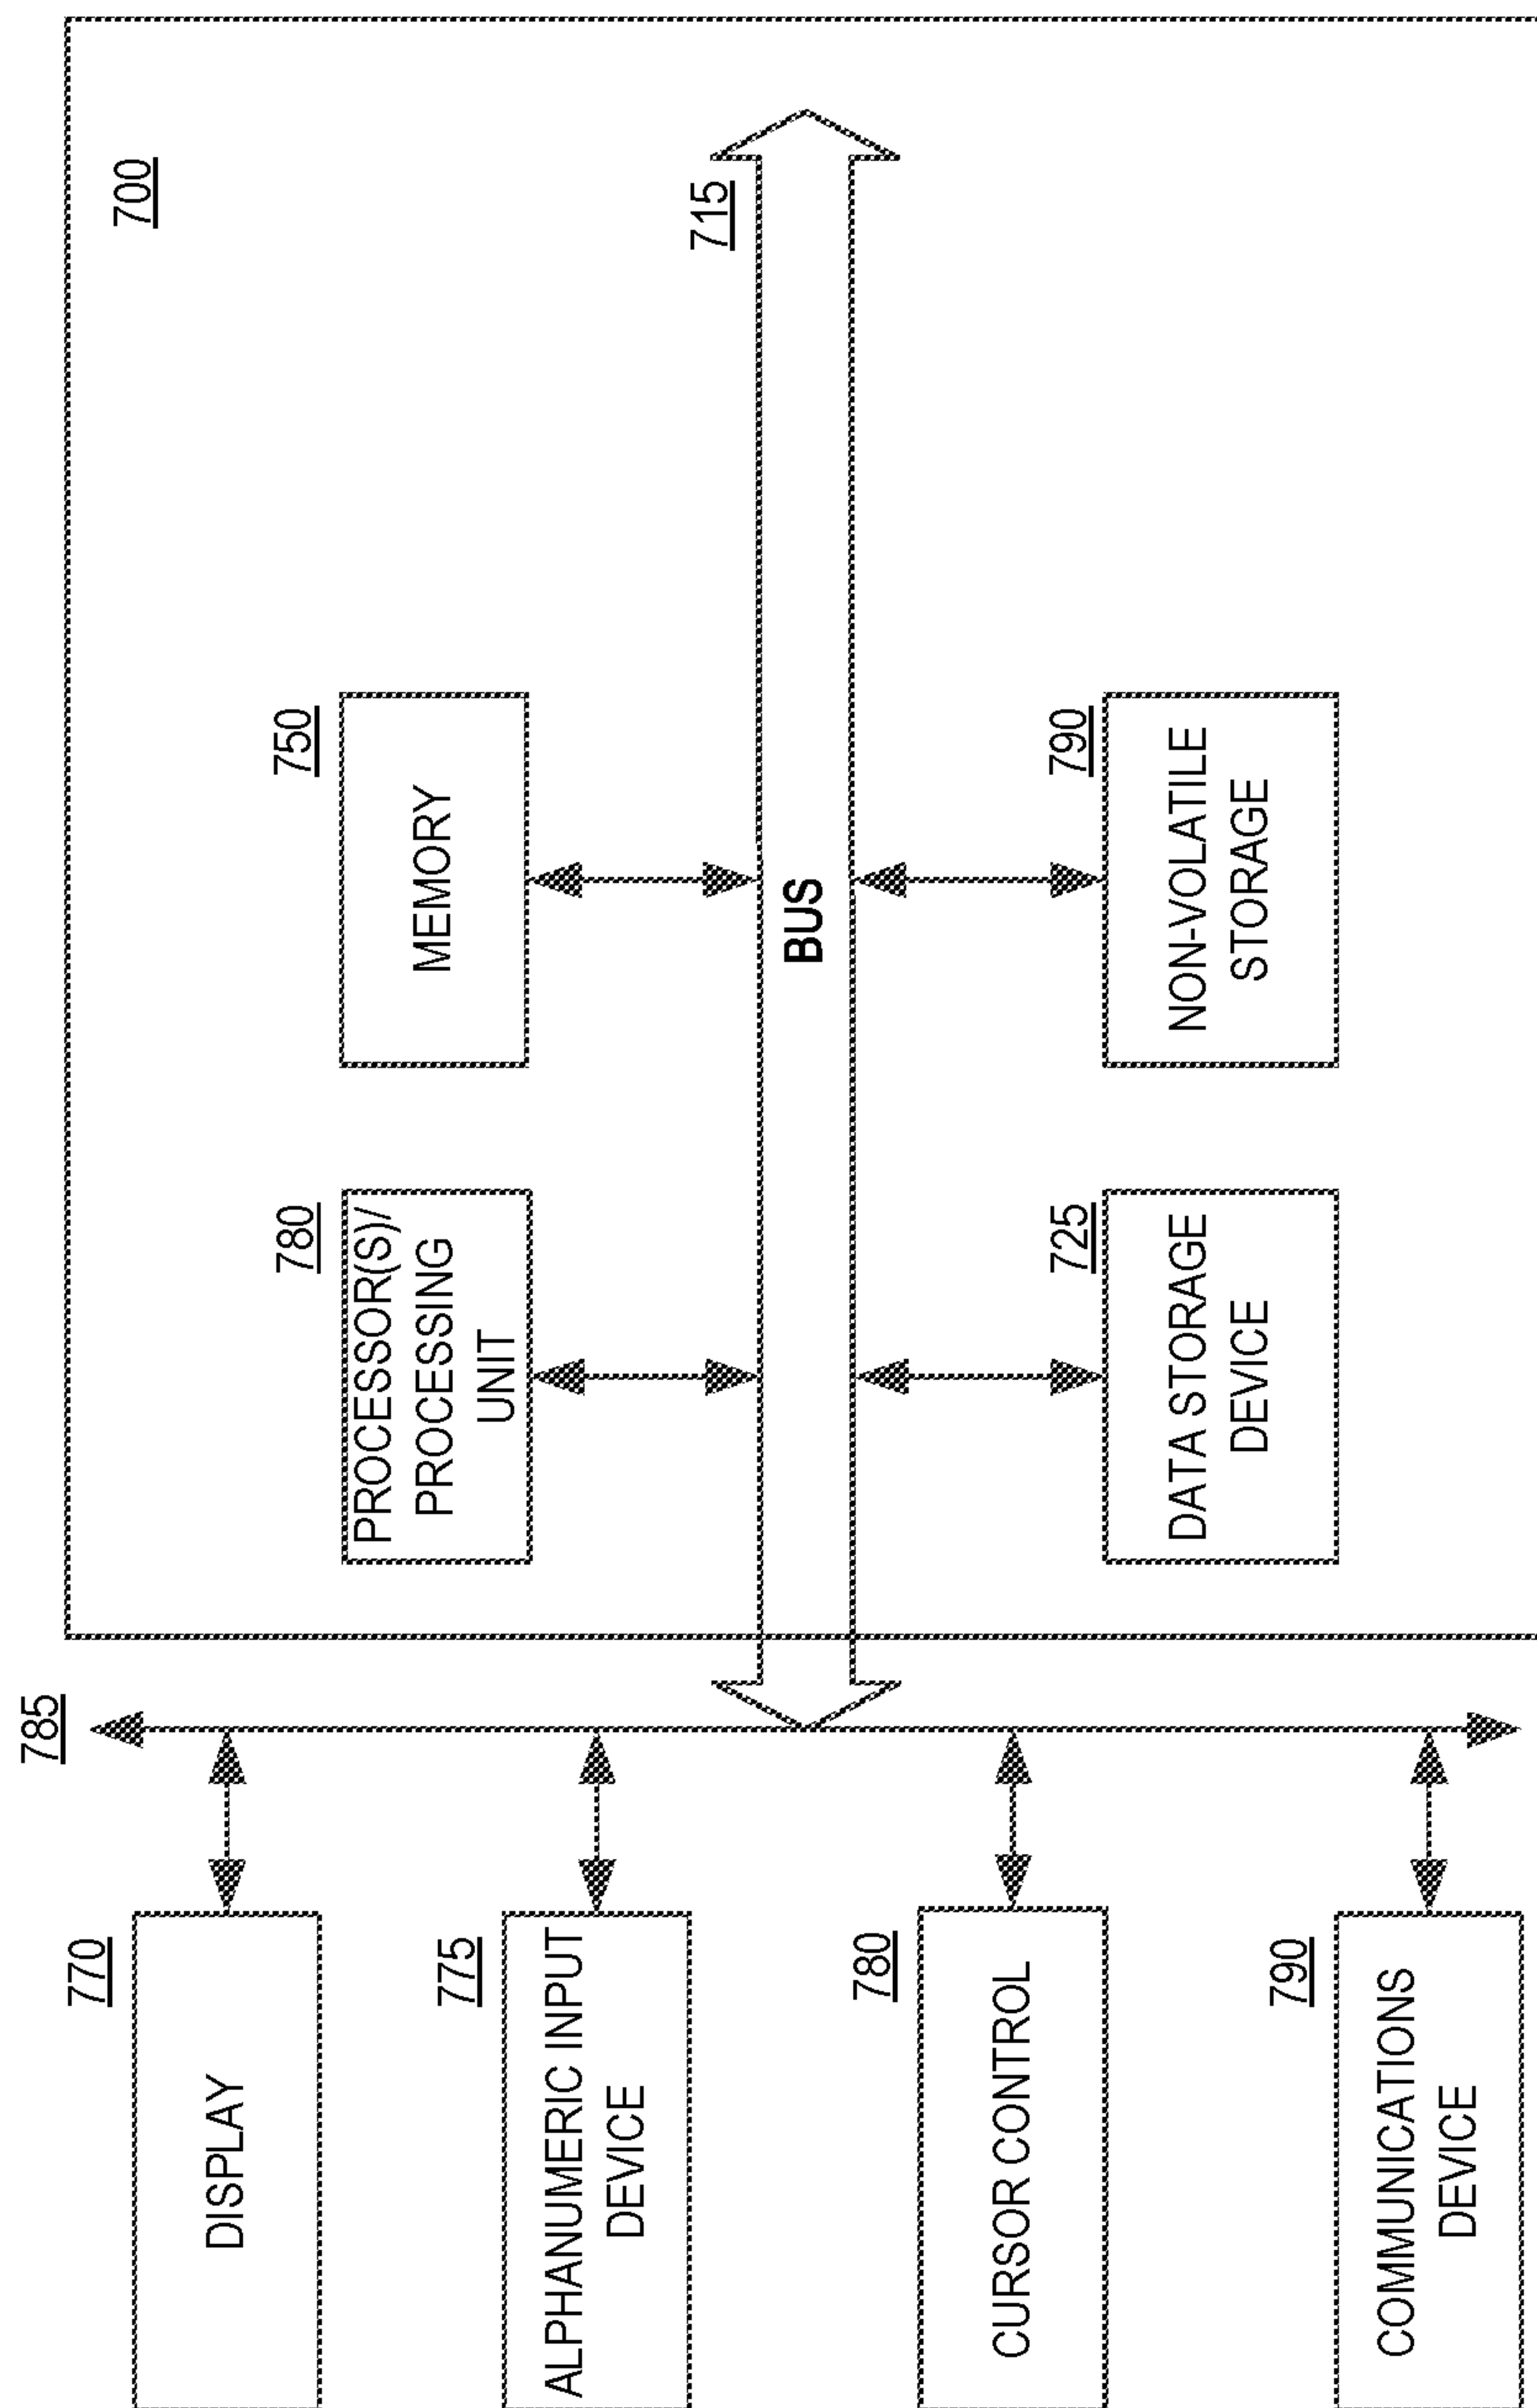 785
770
DISPLAY
775
ALPHANUMERIC INPUT
DEVICE
780
CURSOR CONTROL
790
COMMUNICATIONS
DEVICE
700
780
PROCESSOR(S)/
PROCESSING
UNIT
750
MEMORY
715
BUS
725
DATA STORAGE
DEVICE
790
NON-VOLATILE
STORAGE